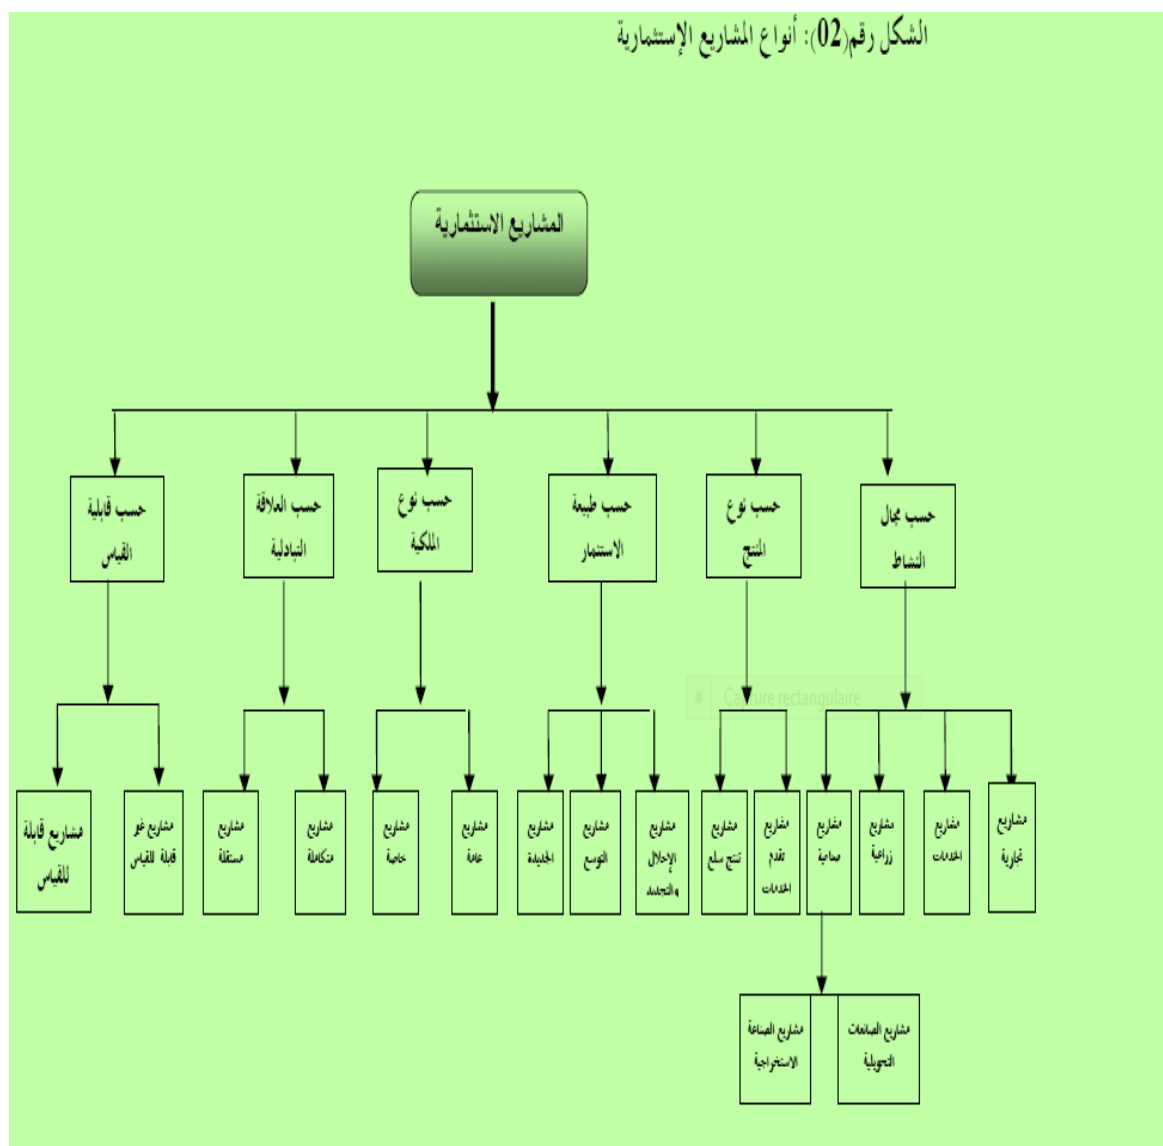 الشكل رقم(02): أنواع المشاريع الإستثمارية
المشاريع الاستثمارية
حسب مجال
النشاط
حسب نوع
المنتج
حسب طبيعة
الاستثمار
حسب نوع
الملكية
حسب العلاقة
التبادلية
حسب قابلية
القياس
Capture rectangulaire
مشاريع
تجارية
مشاريع
الخدمات
مشاريع
زراعية
مشاريع
صناعية
مشاريع
تقدم
الخدمات
مشاريع
تنتج سلع
مشاريع
الإحلال
والتجديد
مشاريع
التوسع
مشاريع
الجديدة
مشاريع
عامة
مشاريع
خاصة
مشاريع
متكاملة
مشاريع
مستقلة
مشاريع غير
قابلة للقياس
مشاريع قابلة
للقياس
مشاريع الصانعات
التحويلية
مشاريع الصناعة
الاستخراجية